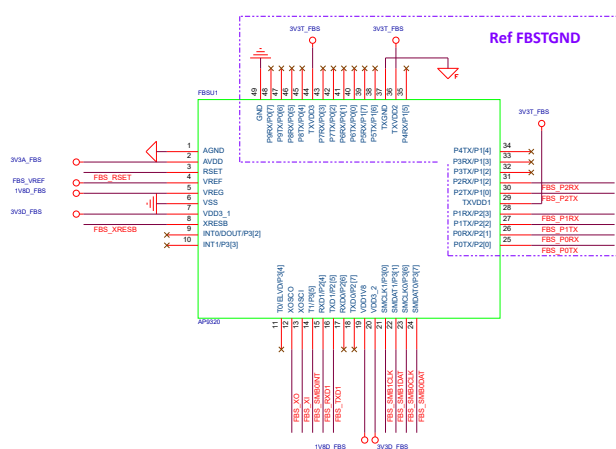 3V3T_FBS
3V3T_FBS
Ref FBSTGND
F
3V3T_FBS
FBSU1
49
48
47
46
45
44
43
42
41
40
39
38
37
36
35
GND
P9RX/P0[7]
P9TX/P0[6]
P8RX/P0[5]
P8TX/P0[4]
TXVDD3
P7RX/P0[3]
P7TX/P0[2]
P6RX/P0[1]
P6TX/P0[0]
P5RX/P1[7]
P5TX/P1[6]
TXGND
TXVDD2
P4RX/P1[5]
1 AGND
3V3A_FBS 2 AVDD
FBS_RSET 3 RSET
FBS_VREF 4 VREF
1V8D_FBS 5 VREG
6 VSS
3V3D_FBS 7 VDD3_1
FBS_XRESB 8 XRESB
9 INT0/DOUT/P3[2]
10 INT1/P3[3]
P4TX/P1[4] 34
P3RX/P1[3] 33
P3TX/P1[2] 32
P2RX/P1[2] 31 FBS_P2RX
P2TX/P1[0] 30 FBS_P2TX
TXVDD1 29
P1RX/P2[3] 28 FBS_P1RX
P1TX/P2[2] 27 FBS_P1TX
P0RX/P2[1] 26 FBS_P0RX
P0TX/P2[0] 25 FBS_P0TX
T0/ELV/D/P3[4]
XOSCO
XOSCI
T1/P3[5]
RXD1/P2[4]
TXD1/P2[5]
RXD0/P2[6]
TXD0/P2[7]
VDD1V8
VDD3_2
SMCLK1/P3[0]
SMDAT1/P3[1]
SMCLK0/P3[6]
SMDAT0/P3[7]
AP9320
11
12
13
14
15
16
17
18
19
20
21
22
23
24
FBS_XO
FBS_XI
FBS_SMB0INT
FBS_RXD1
FBS_TXD1
FBS_SMB1CLK
FBS_SMB1DAT
FBS_SMB0CLK
FBS_SMB0DAT
1V8D_FBS
3V3D_FBS